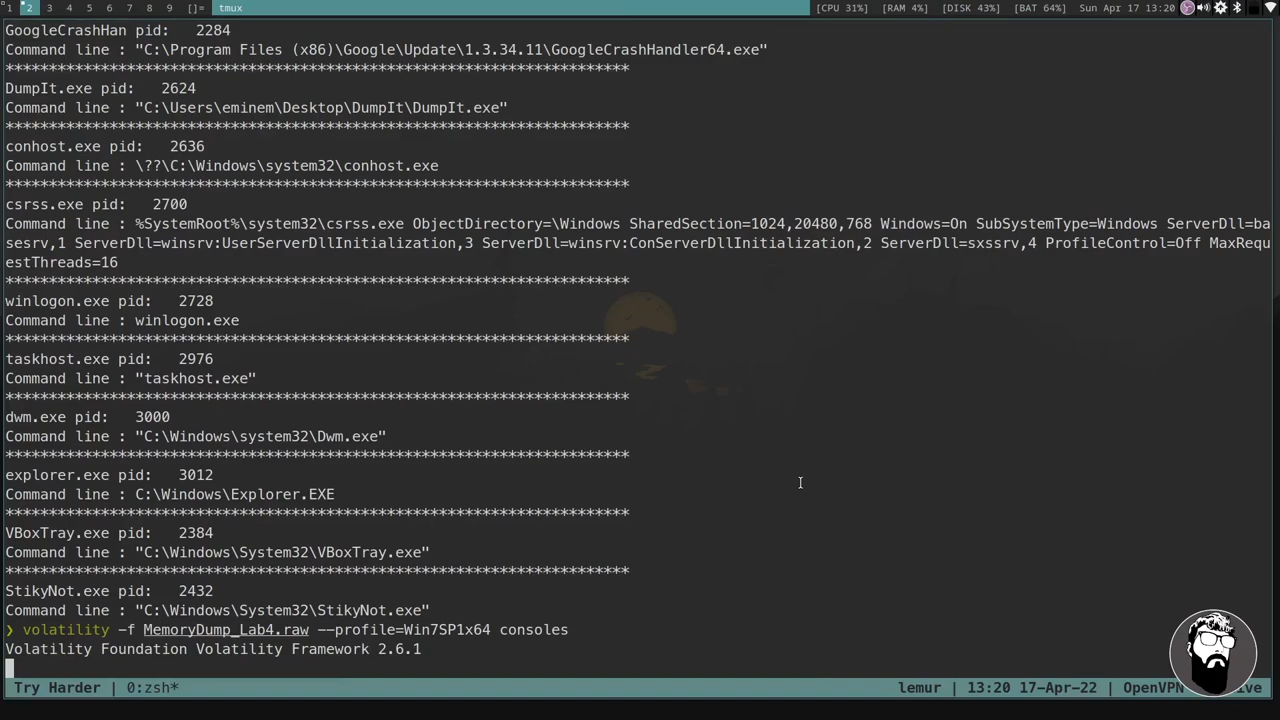 1 2 3 4 5 6 7 8 9 []= tmux [CPU 31%] [RAM 4%] [DISK 43%] [BAT 64%] Sun Apr 17 13:20
GoogleCrashHan pid:   2284
Command line : "C:\Program Files (x86)\Google\Update\1.3.34.11\GoogleCrashHandler64.exe"
************************************************************************
DumpIt.exe pid:   2624
Command line : "C:\Users\eminem\Desktop\DumpIt\DumpIt.exe"
************************************************************************
conhost.exe pid:   2636
Command line : \??\C:\Windows\system32\conhost.exe
************************************************************************
csrss.exe pid:   2700
Command line : %SystemRoot%\system32\csrss.exe ObjectDirectory=\Windows SharedSection=1024,20480,768 Windows=On SubSystemType=Windows ServerDll=ba
sesrv,1 ServerDll=winsrv:UserServerDllInitialization,3 ServerDll=winsrv:ConServerDllInitialization,2 ServerDll=sxssrv,4 ProfileControl=Off MaxRequ
estThreads=16
************************************************************************
winlogon.exe pid:   2728
Command line : winlogon.exe
************************************************************************
taskhost.exe pid:   2976
Command line : "taskhost.exe"
************************************************************************
dwm.exe pid:   3000
Command line : "C:\Windows\system32\Dwm.exe"
************************************************************************
explorer.exe pid:   3012
Command line : C:\Windows\Explorer.EXE
************************************************************************
VBoxTray.exe pid:   2384
Command line : "C:\Windows\System32\VBoxTray.exe"
************************************************************************
StikyNot.exe pid:   2432
Command line : "C:\Windows\System32\StikyNot.exe"
❯ volatility -f MemoryDump_Lab4.raw --profile=Win7SP1x64 consoles
Volatility Foundation Volatility Framework 2.6.1
Try Harder | 0:zsh* lemur | 13:20 17-Apr-22 | OpenVPN